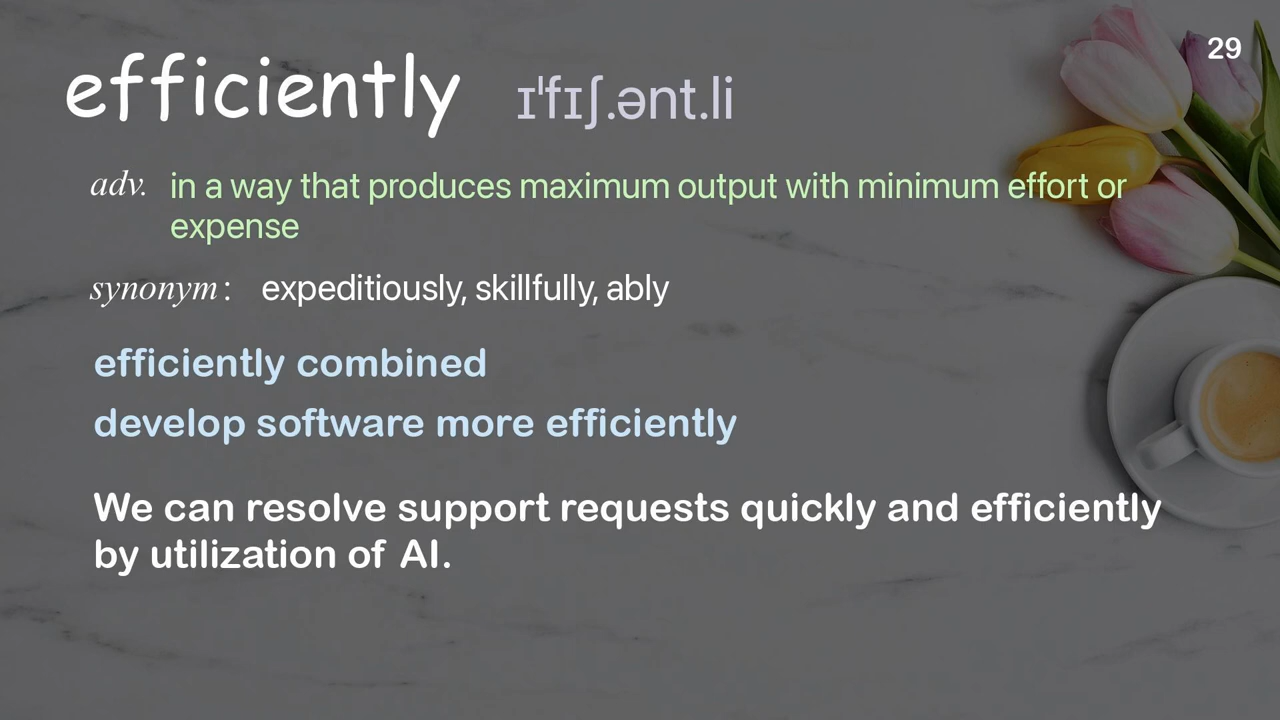 29
efficiently ɪˈfɪʃ.ənt.li
adv. in a way that produces maximum output with minimum effort or
expense
synonym: expeditiously, skillfully, ably
efficiently combined
develop software more efficiently
We can resolve support requests quickly and efficiently
by utilization of AI.